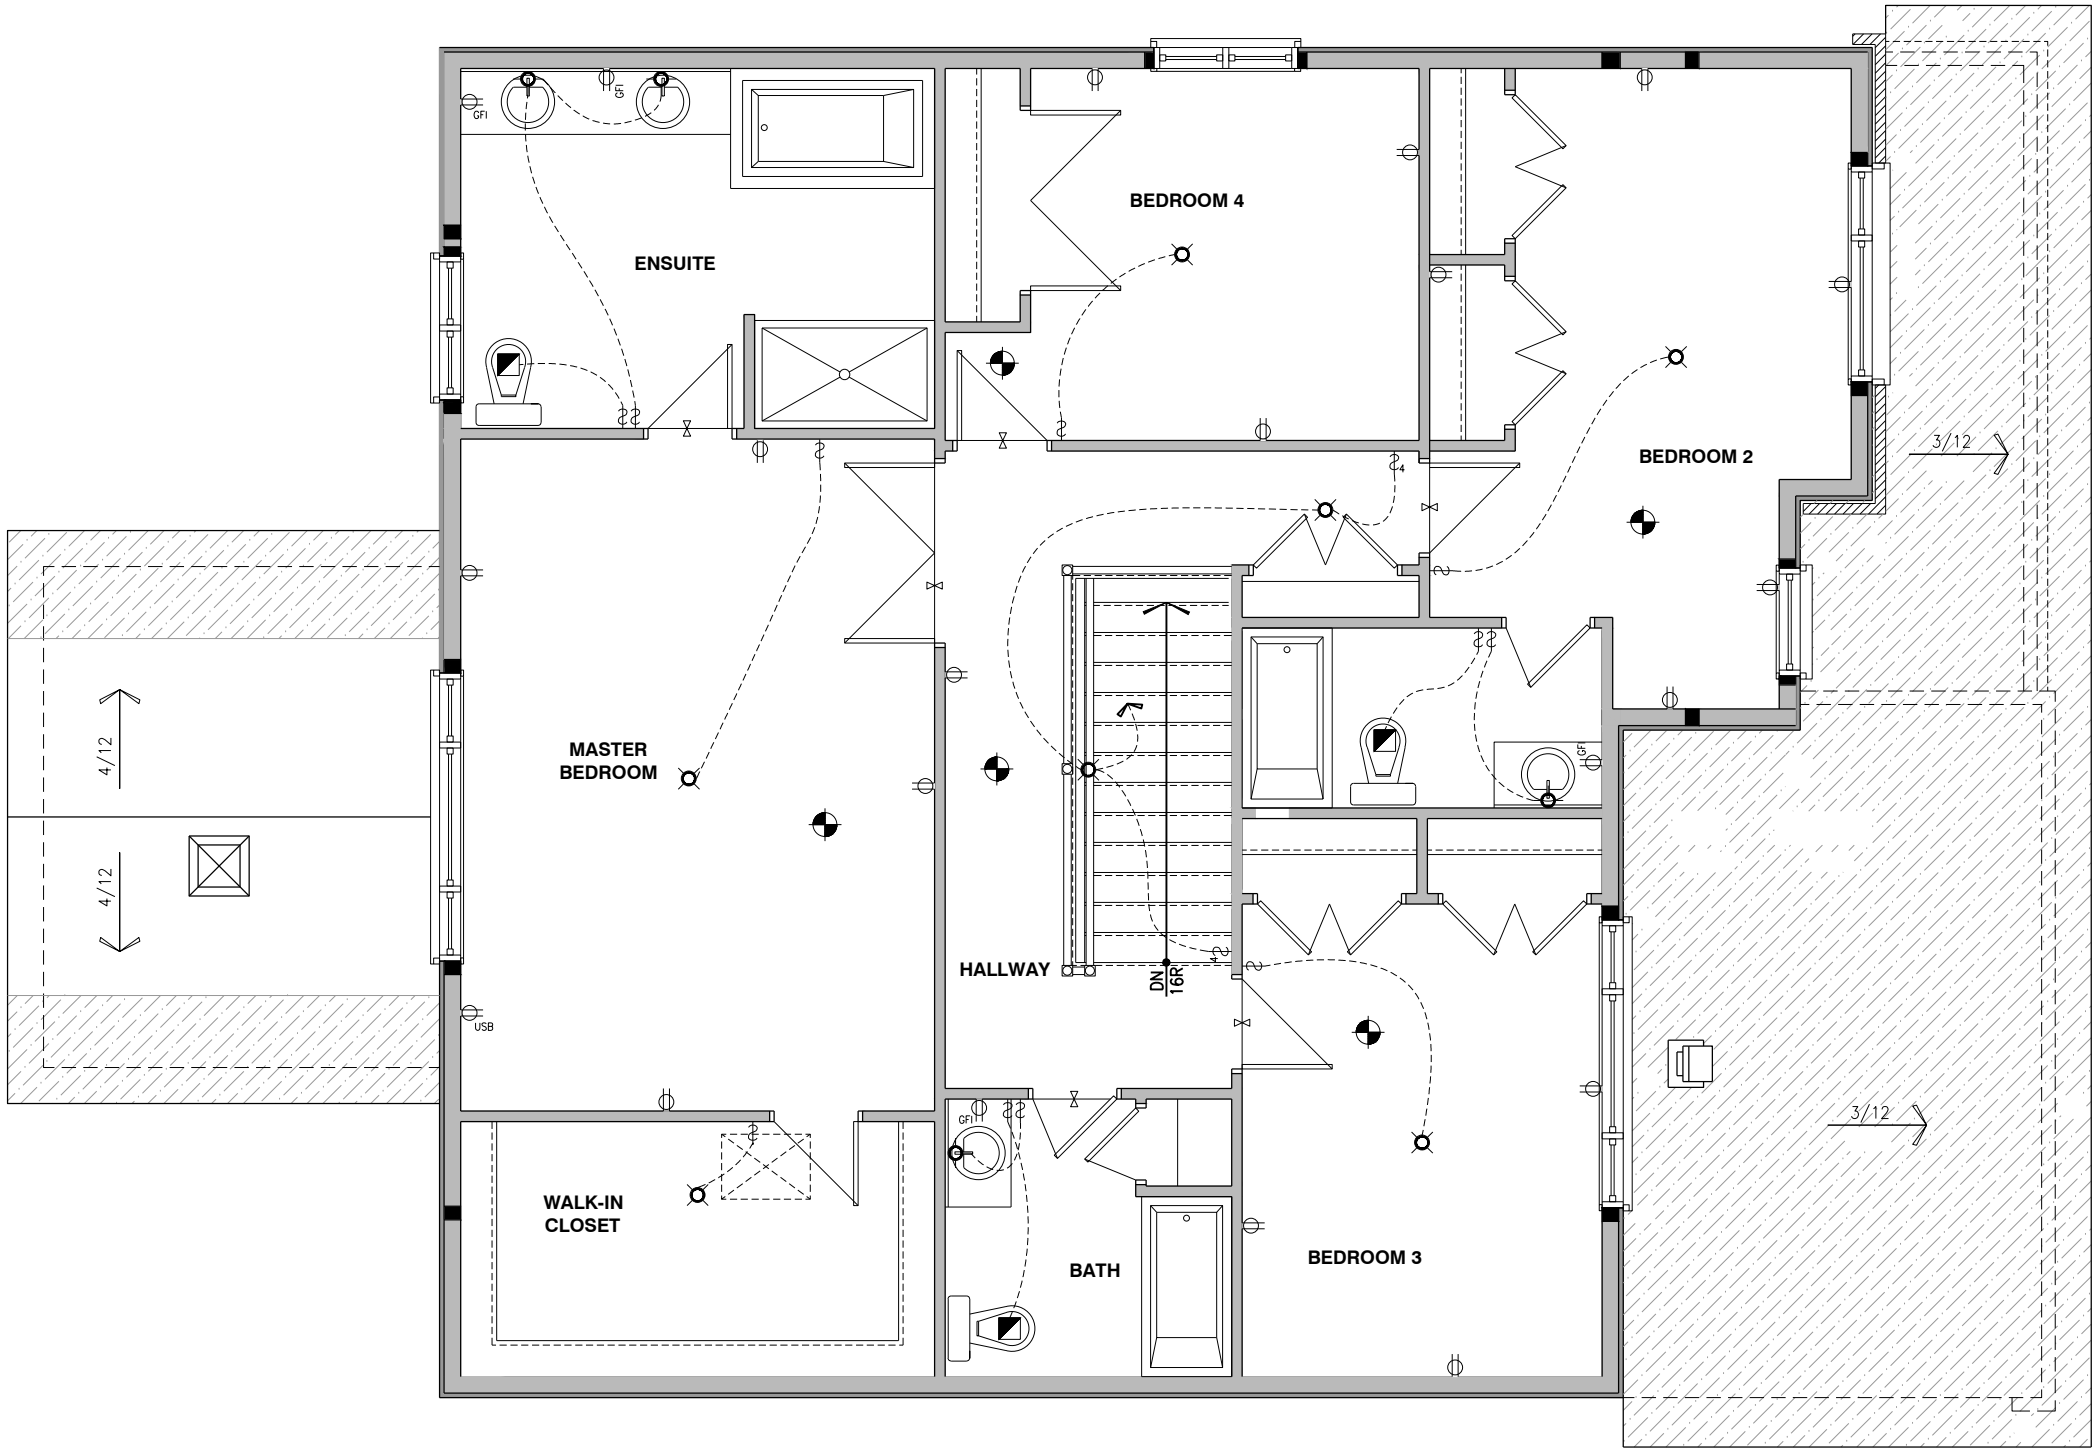 GFI
GFI
BEDROOM 4
ENSUITE
3/12
BEDROOM 2
4
MASTER
BEDROOM
4/12
GFI
4/12
HALLWAY
4
DN
16R
USB
GFI
3/12
WALK-IN
CLOSET
BEDROOM 3
BATH